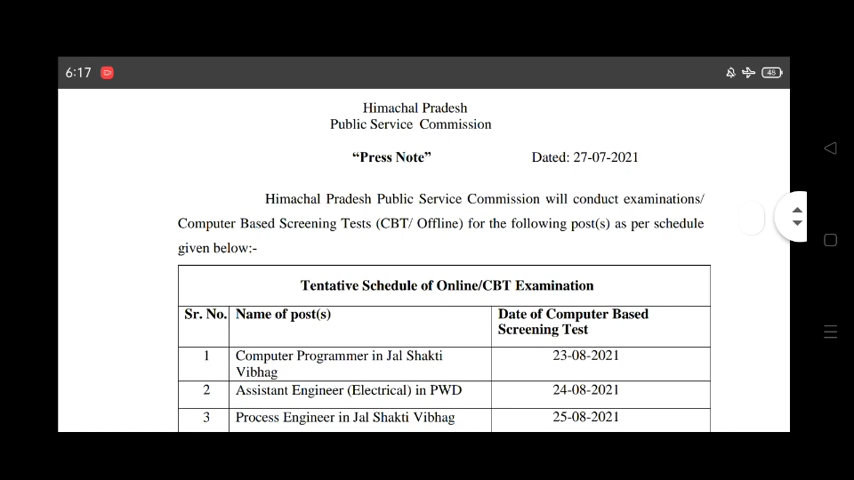 6:17
48
Himachal Pradesh
Public Service Commission
“Press Note” Dated: 27-07-2021
Himachal Pradesh Public Service Commission will conduct examinations/
Computer Based Screening Tests (CBT/ Offline) for the following post(s) as per schedule
given below:-
Tentative Schedule of Online/CBT Examination
Sr. No. Name of post(s) Date of Computer Based
Screening Test
1 Computer Programmer in Jal Shakti 23-08-2021
Vibhag
2 Assistant Engineer (Electrical) in PWD 24-08-2021
3 Process Engineer in Jal Shakti Vibhag 25-08-2021